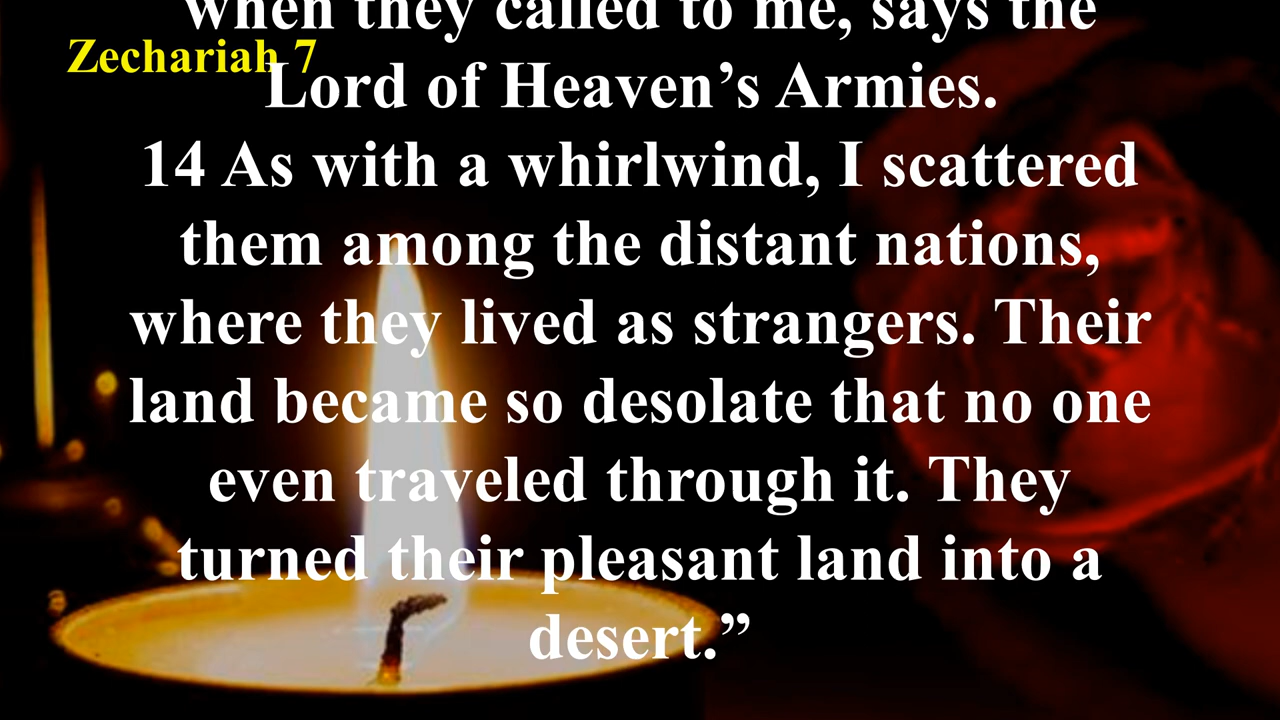 when they called to me, says the
Zechariah 7
Lord of Heaven’s Armies.
14 As with a whirlwind, I scattered
them among the distant nations,
where they lived as strangers. Their
land became so desolate that no one
even traveled through it. They
turned their pleasant land into a
desert.”